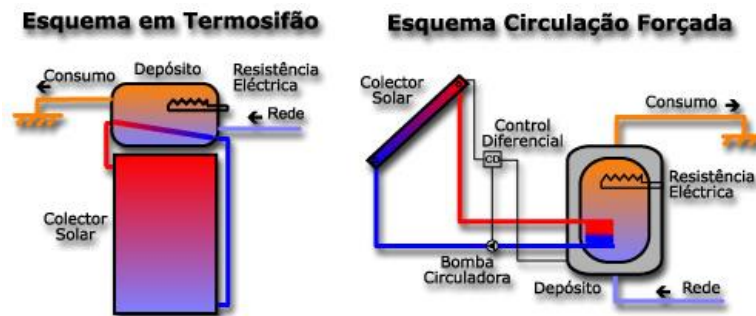 Esquema em Termosifão
Consumo
Depósito
Resistência
Eléctrica
Rede
Colector
Solar
Esquema Circulação Forçada
Colector
Solar
Control
Diferencial
CD
Consumo
Resistência
Eléctrica
Bomba
Circuladora
Depósito
Rede